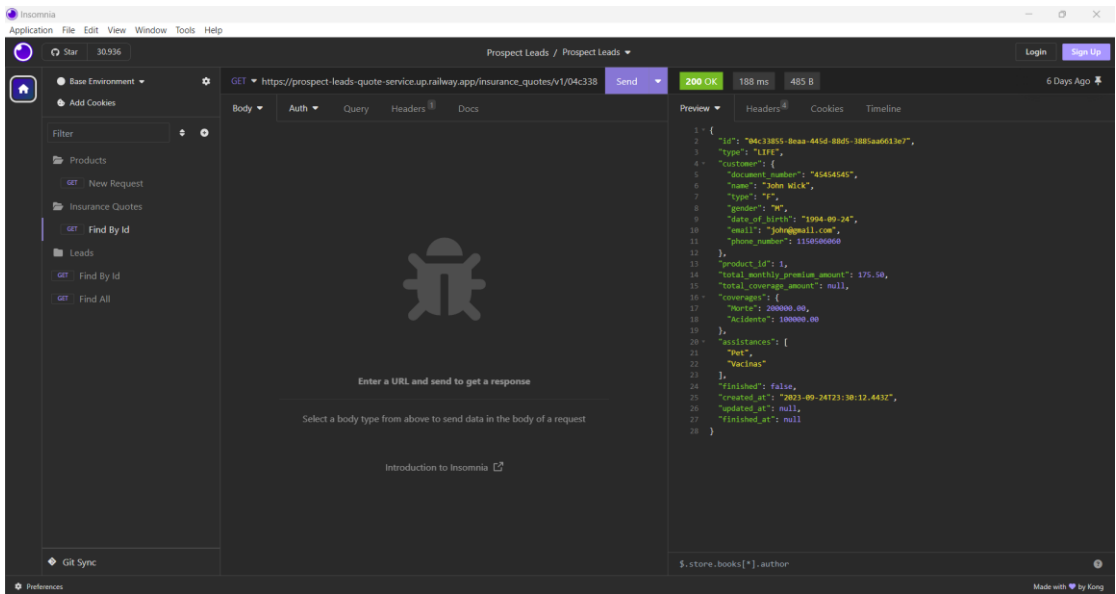 Insomnia
Application File Edit View Window Tools Help
Star 30.936
Prospect Leads / Prospect Leads
Login Sign Up
Base Environment
Add Cookies
Filter
Products
GET New Request
Insurance Quotes
GET Find By Id
Leads
GET Find By Id
GET Find All
Git Sync
Preferences
GET https://prospect-leads-quote-service.up.railway.app/insurance_quotes/v1/04c338 Send
Body Auth Query Headers 1 Docs
Enter a URL and send to get a response
Select a body type from above to send data in the body of a request
Introduction to Insomnia
200 OK 188 ms 485 B 6 Days Ago
Preview Headers 4 Cookies Timeline
1 {
2 "id": "04c33855-8eaa-445d-88d5-3885aa6613e7",
3 "type": "LIFE",
4 "customer": {
5 "document_number": "45454545",
6 "name": "John Wick",
7 "type": "F",
8 "gender": "M",
9 "date_of_birth": "1994-09-24",
10 "email": "john@gmail.com",
11 "phone_number": 1150506060
12 },
13 "product_id": 1,
14 "total_monthly_premium_amount": 175.50,
15 "total_coverage_amount": null,
16 "coverages": {
17 "Morte": 200000.00,
18 "Acidente": 100000.00
19 },
20 "assistances": [
21 "Pet",
22 "Vacinas"
23 ],
24 "finished": false,
25 "created_at": "2023-09-24T23:30:12.443Z",
26 "updated_at": null,
27 "finished_at": null
28 }
$.store.books[*].author
Made with 💜 by Kong